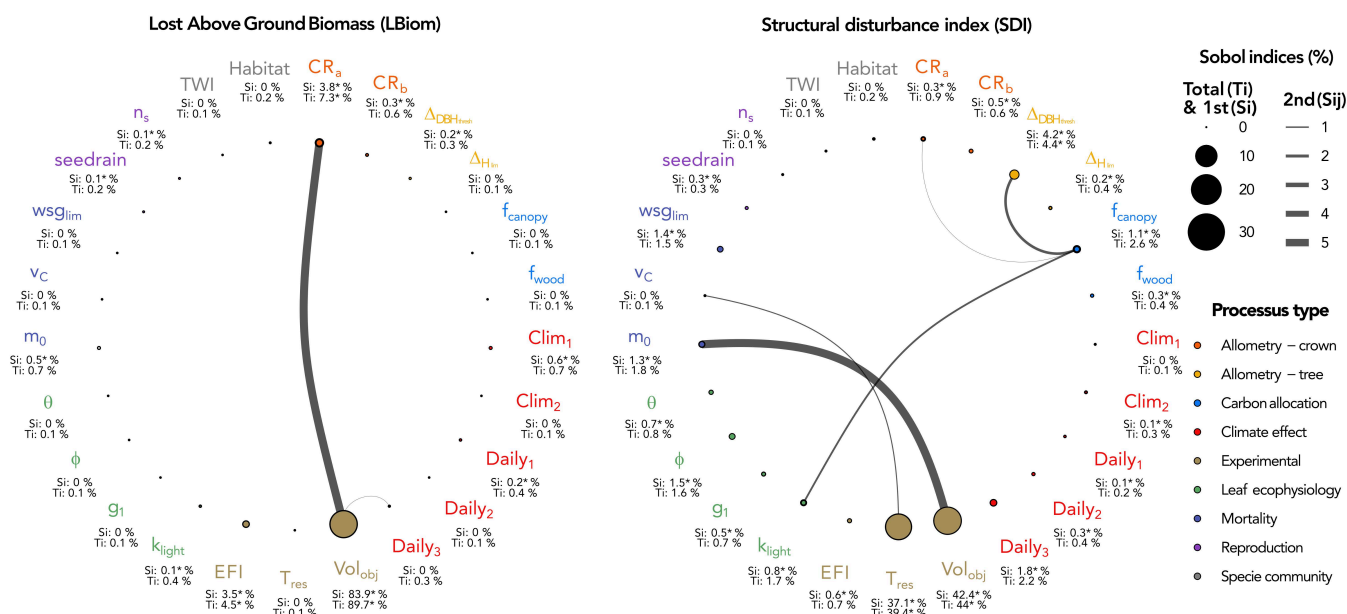 Lost Above Ground Biomass (LBiom)
Habitat
Si: 0 %
Ti: 0.2 %
CRa
Si: 3.8* %
Ti: 7.3* %
CRb
Si: 0.3* %
Ti: 0.6 %
ΔDBHthresh
Si: 0.2* %
Ti: 0.3 %
ΔHlim
Si: 0 %
Ti: 0.1 %
fcanopy
Si: 0 %
Ti: 0.1 %
fwood
Si: 0 %
Ti: 0.1 %
Clim1
Si: 0.6* %
Ti: 0.7 %
Clim2
Si: 0 %
Ti: 0.1 %
Daily1
Si: 0.2* %
Ti: 0.4 %
Daily2
Si: 0 %
Ti: 0.1 %
Daily3
Si: 0 %
Ti: 0.3 %
Volobj
Si: 83.9* %
Ti: 89.7* %
Tres
Si: 0 %
Ti: 0.1 %
EFI
Si: 3.5* %
Ti: 4.5* %
klight
Si: 0.1* %
Ti: 0.4 %
g1
Si: 0 %
Ti: 0.1 %
ϕ
Si: 0 %
Ti: 0.1 %
θ
Si: 0 %
Ti: 0.1 %
m0
Si: 0.5* %
Ti: 0.7 %
vC
Si: 0 %
Ti: 0.1 %
wsglim
Si: 0 %
Ti: 0.1 %
seedrain
Si: 0.1* %
Ti: 0.2 %
ns
Si: 0.1* %
Ti: 0.2 %
TWI
Si: 0 %
Ti: 0.1 %
Structural disturbance index (SDI)
Habitat
Si: 0 %
Ti: 0.2 %
CRa
Si: 0.3* %
Ti: 0.9 %
CRb
Si: 0.5* %
Ti: 0.6 %
ΔDBHthresh
Si: 4.2* %
Ti: 4.4* %
ΔHlim
Si: 0.2* %
Ti: 0.4 %
fcanopy
Si: 1.1* %
Ti: 2.6 %
fwood
Si: 0.3* %
Ti: 0.4 %
Clim1
Si: 0 %
Ti: 0.1 %
Clim2
Si: 0.1* %
Ti: 0.3 %
Daily1
Si: 0.1* %
Ti: 0.2 %
Daily2
Si: 0.3* %
Ti: 0.4 %
Daily3
Si: 1.8* %
Ti: 2.2 %
Volobj
Si: 42.4* %
Ti: 44* %
Tres
Si: 37.1* %
Ti: 39.4* %
EFI
Si: 0.6* %
Ti: 0.7 %
klight
Si: 0.8* %
Ti: 1.7 %
g1
Si: 0.5* %
Ti: 0.7 %
ϕ
Si: 1.5* %
Ti: 1.6 %
θ
Si: 0.7* %
Ti: 0.8 %
m0
Si: 1.3* %
Ti: 1.8 %
vC
Si: 0 %
Ti: 0.1 %
wsglim
Si: 1.4* %
Ti: 1.5 %
seedrain
Si: 0.3* %
Ti: 0.3 %
ns
Si: 0 %
Ti: 0.1 %
TWI
Si: 0 %
Ti: 0.1 %
Sobol indices (%)
Total (Ti)
& 1st (Si)
0
10
20
30
2nd (Sij)
1
2
3
4
5
Processus type
Allometry – crown
Allometry – tree
Carbon allocation
Climate effect
Experimental
Leaf ecophysiology
Mortality
Reproduction
Specie community